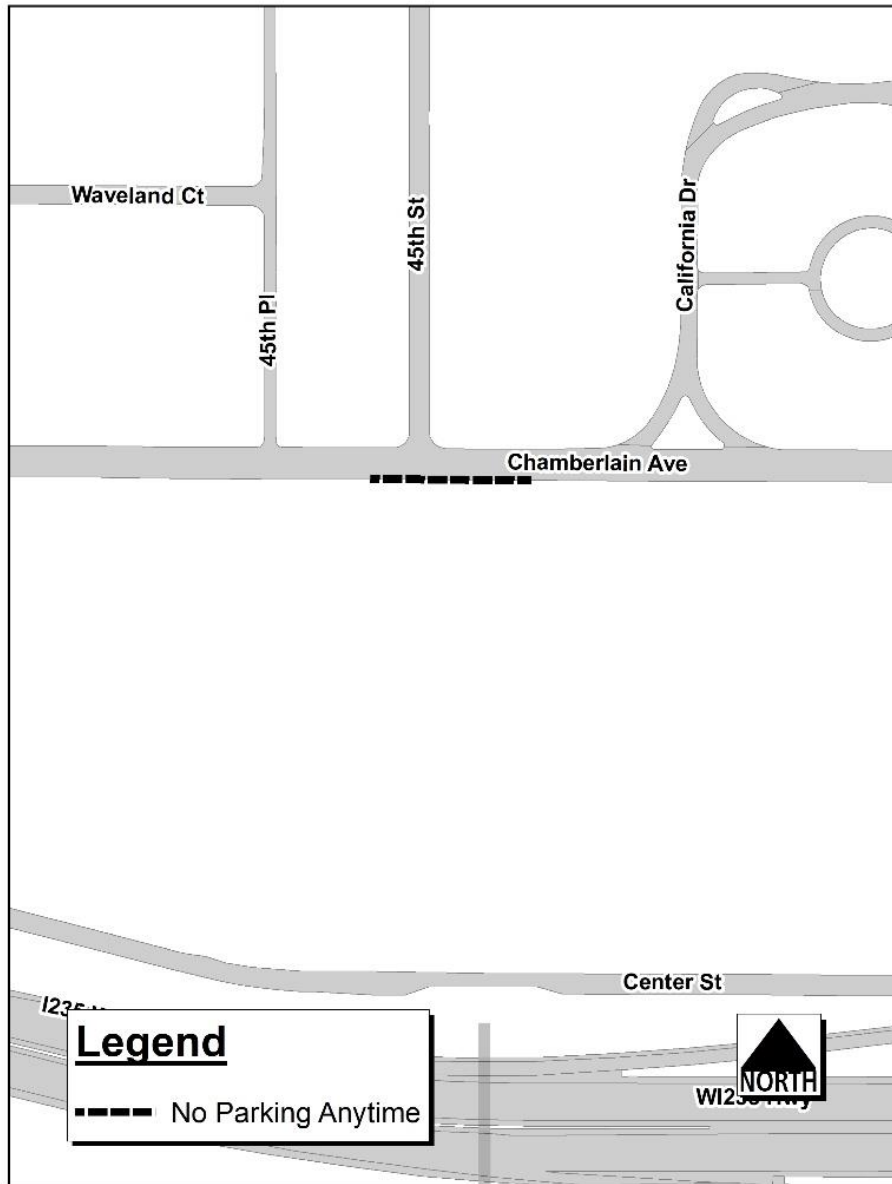 Waveland Ct
45th Pl
45th St
California Dr
Chamberlain Ave
Center St
Legend
No Parking Anytime
NORTH